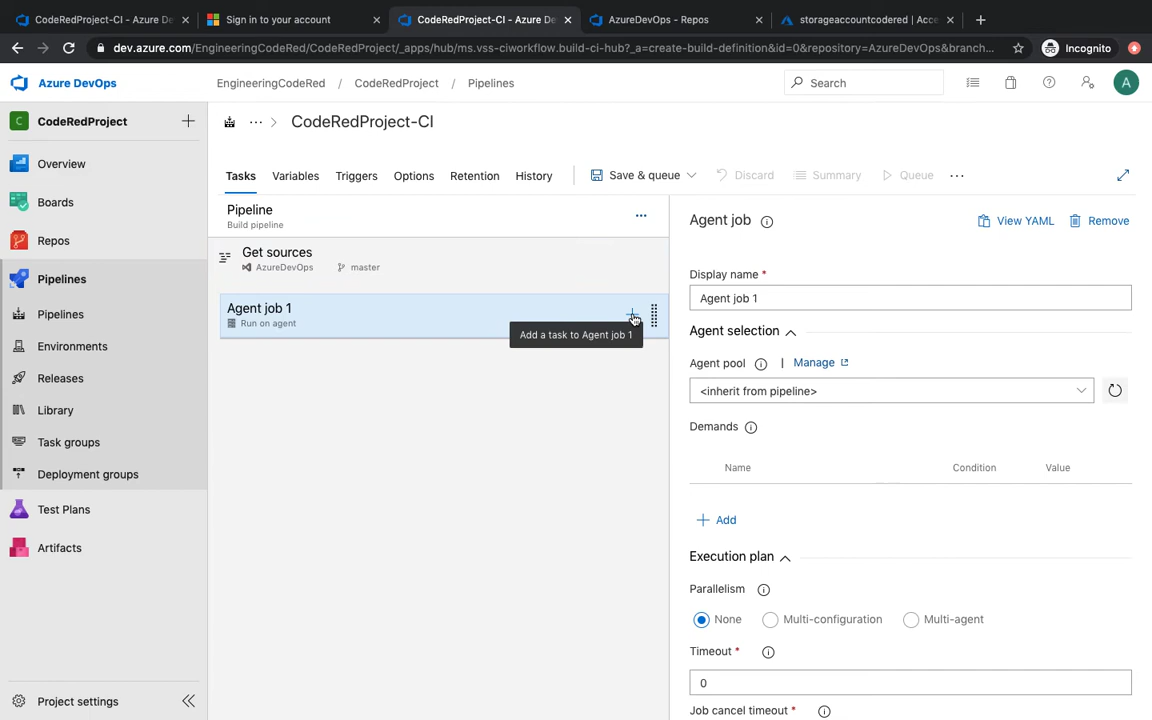 CodeRedProject-CI - Azure De
Sign in to your account
CodeRedProject-CI - Azure De
AzureDevOps - Repos
storageaccountcodered | Acce
dev.azure.com/EngineeringCodeRed/CodeRedProject/_apps/hub/ms.vss-ciworkflow.build-ci-hub?_a=create-build-definition&id=0&repository=AzureDevOps&branch...
Incognito
Azure DevOps
EngineeringCodeRed / CodeRedProject / Pipelines
Search
A
C CodeRedProject
CodeRedProject-CI
Overview
Boards
Repos
Pipelines
Pipelines
Environments
Releases
Library
Task groups
Deployment groups
Test Plans
Artifacts
Project settings
Tasks Variables Triggers Options Retention History
Save & queue Discard Summary Queue
Pipeline
Build pipeline
Get sources
AzureDevOps master
Agent job 1
Run on agent
Add a task to Agent job 1
Agent job
View YAML Remove
Display name *
Agent job 1
Agent selection
Agent pool | Manage
<inherit from pipeline>
Demands
Name Condition Value
Add
Execution plan
Parallelism
None Multi-configuration Multi-agent
Timeout *
0
Job cancel timeout *